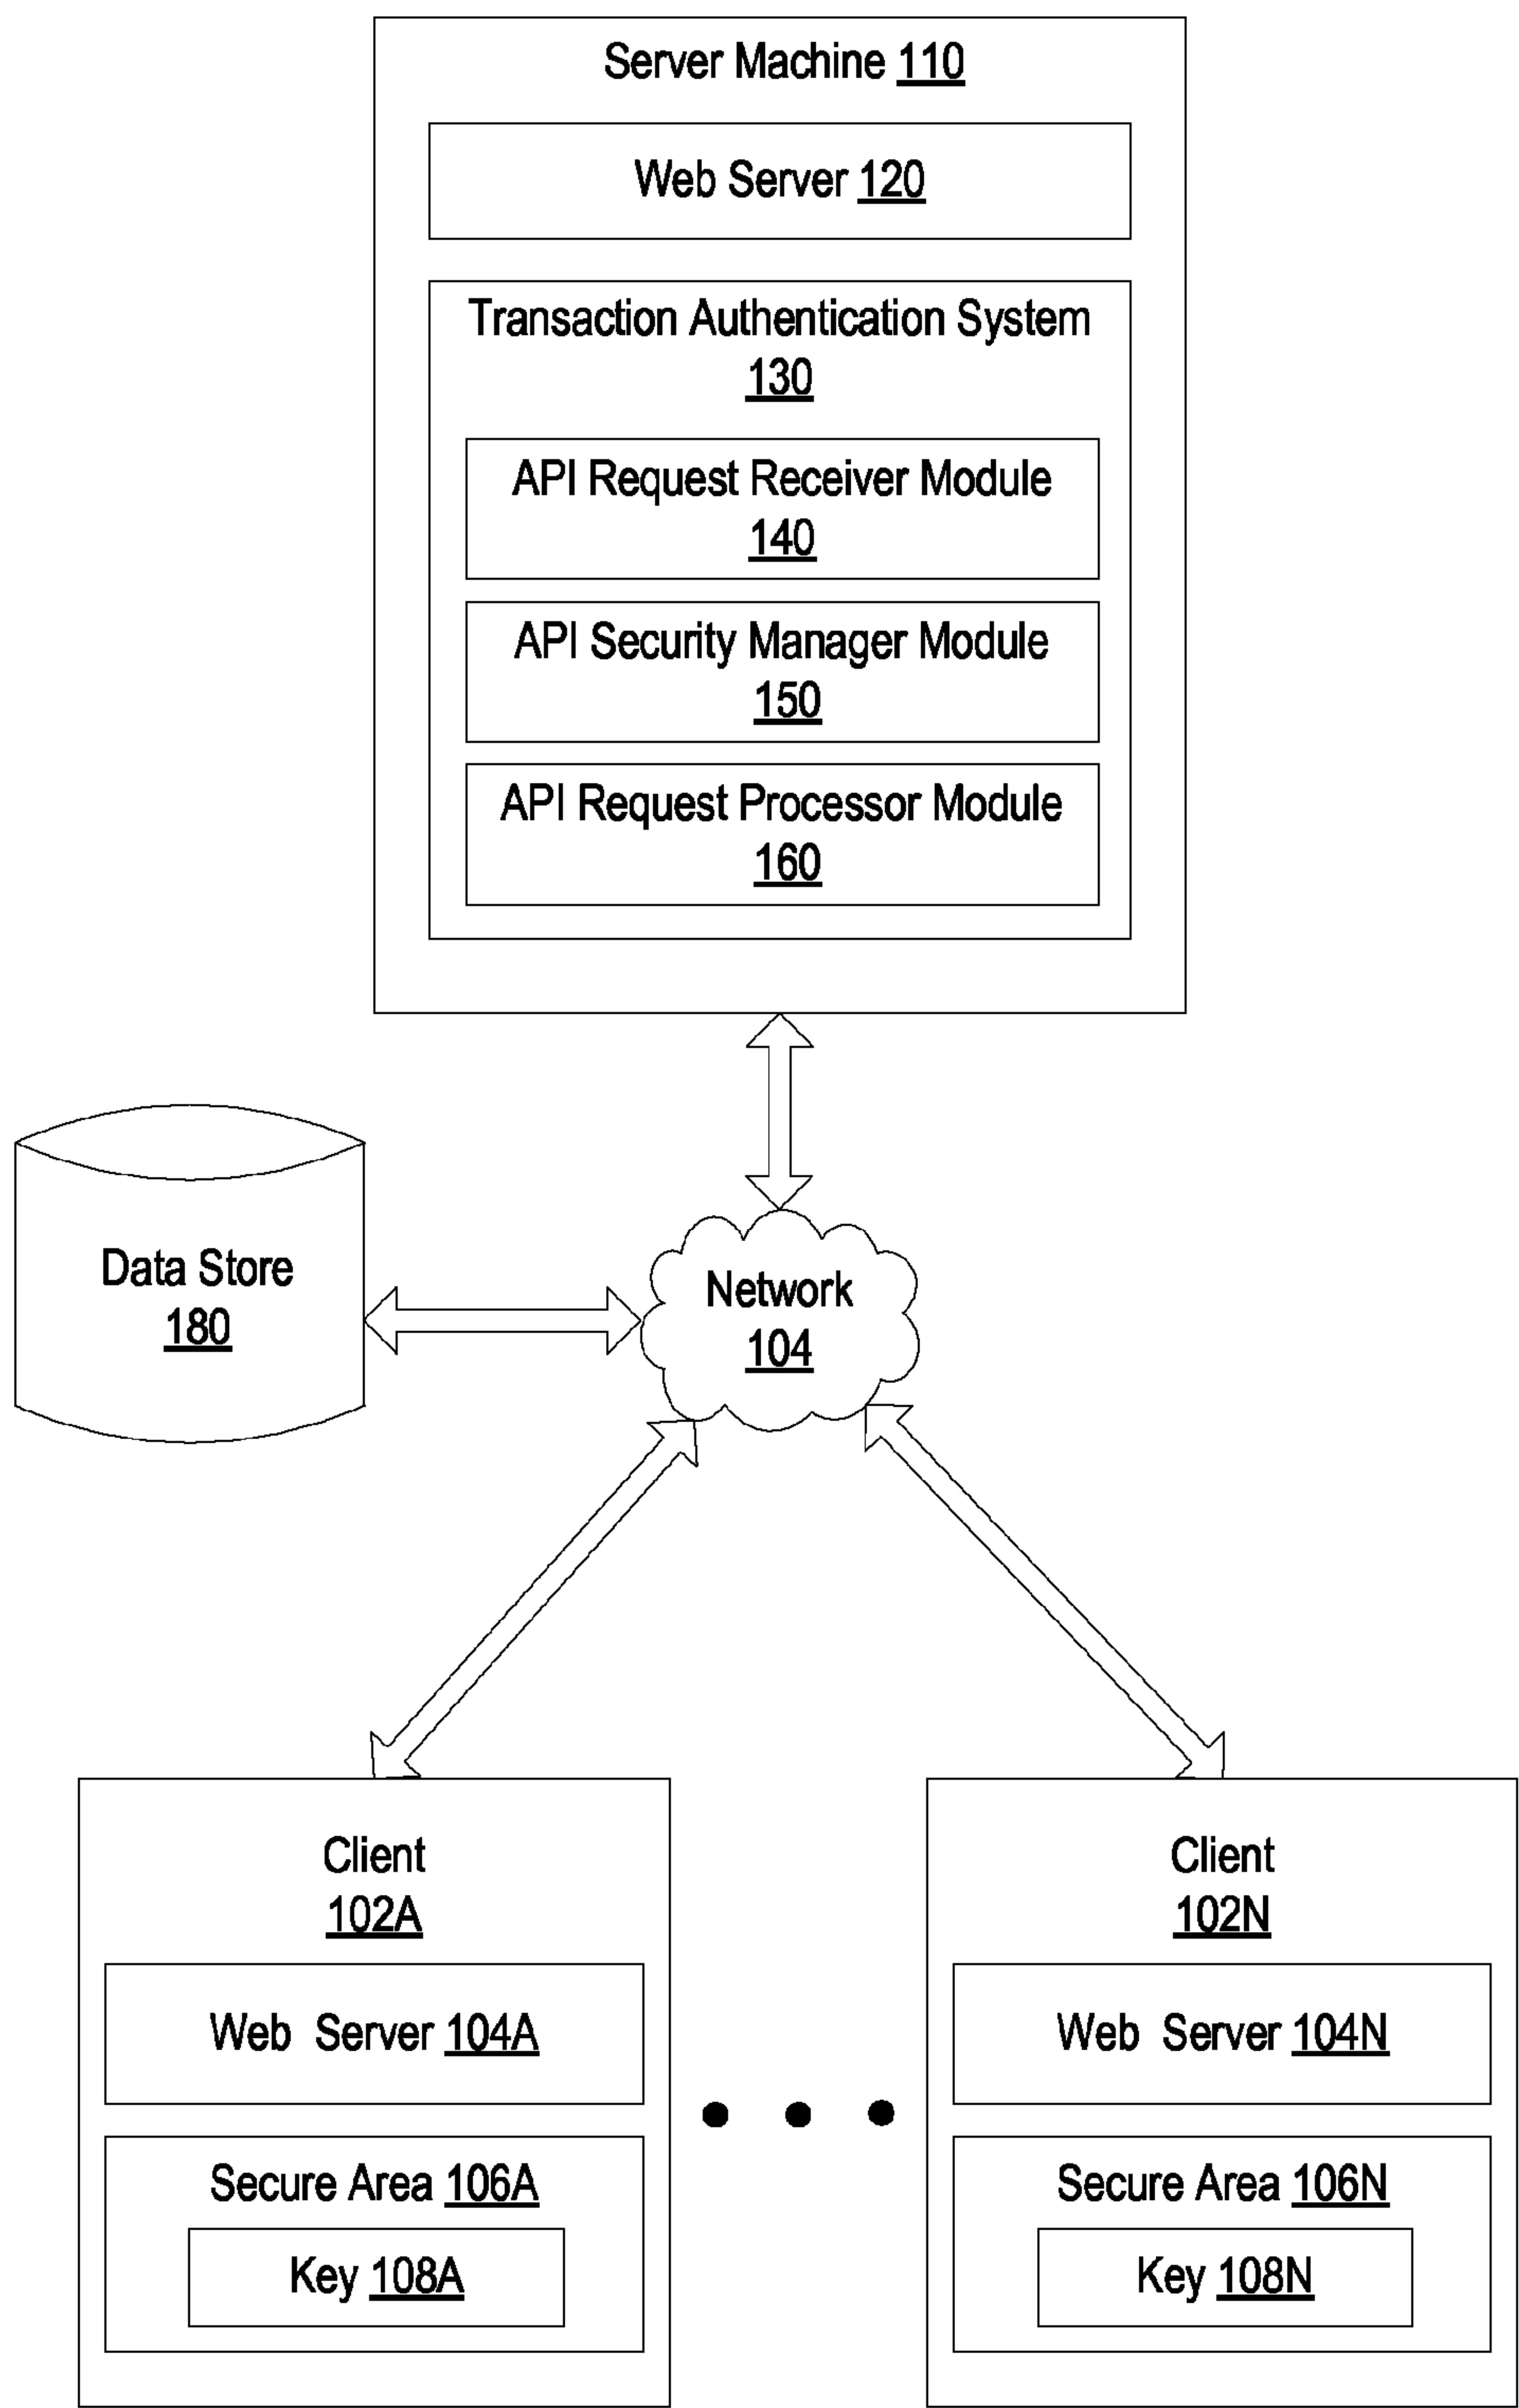 Server Machine 110
Web Server 120
Transaction Authentication System
130
API Request Receiver Module
140
API Security Manager Module
150
API Request Processor Module
160
Data Store
180
Network
104
Client
102A
Web Server 104A
Secure Area 106A
Key 108A
Client
102N
Web Server 104N
Secure Area 106N
Key 108N